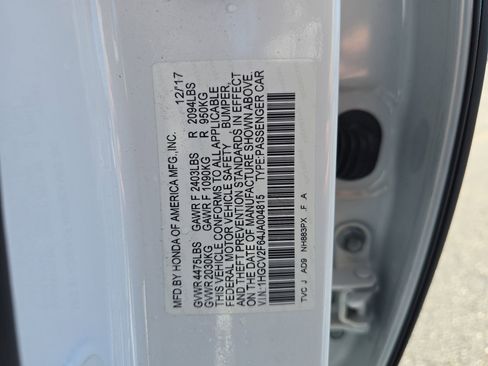 MFD.BY HONDA OF AMERICA MFG.,INC. 12/17
GVWR 4475LBS GAWR F 2403LBS R 2094LBS
GVWR 2030KG GAWR F 1090KG R 950KG
THIS VEHICLE CONFORMS TO ALL APPLICABLE
FEDERAL MOTOR VEHICLE SAFETY , BUMPER,
AND THEFT PREVENTION STANDARDS IN EFFECT
ON THE DATE OF MANUFACTURE SHOWN ABOVE.
V.I.N:1HGCV2F64JA004815 TYPE:PASSENGER CAR
TVC J AD9 NH883PX .F .A